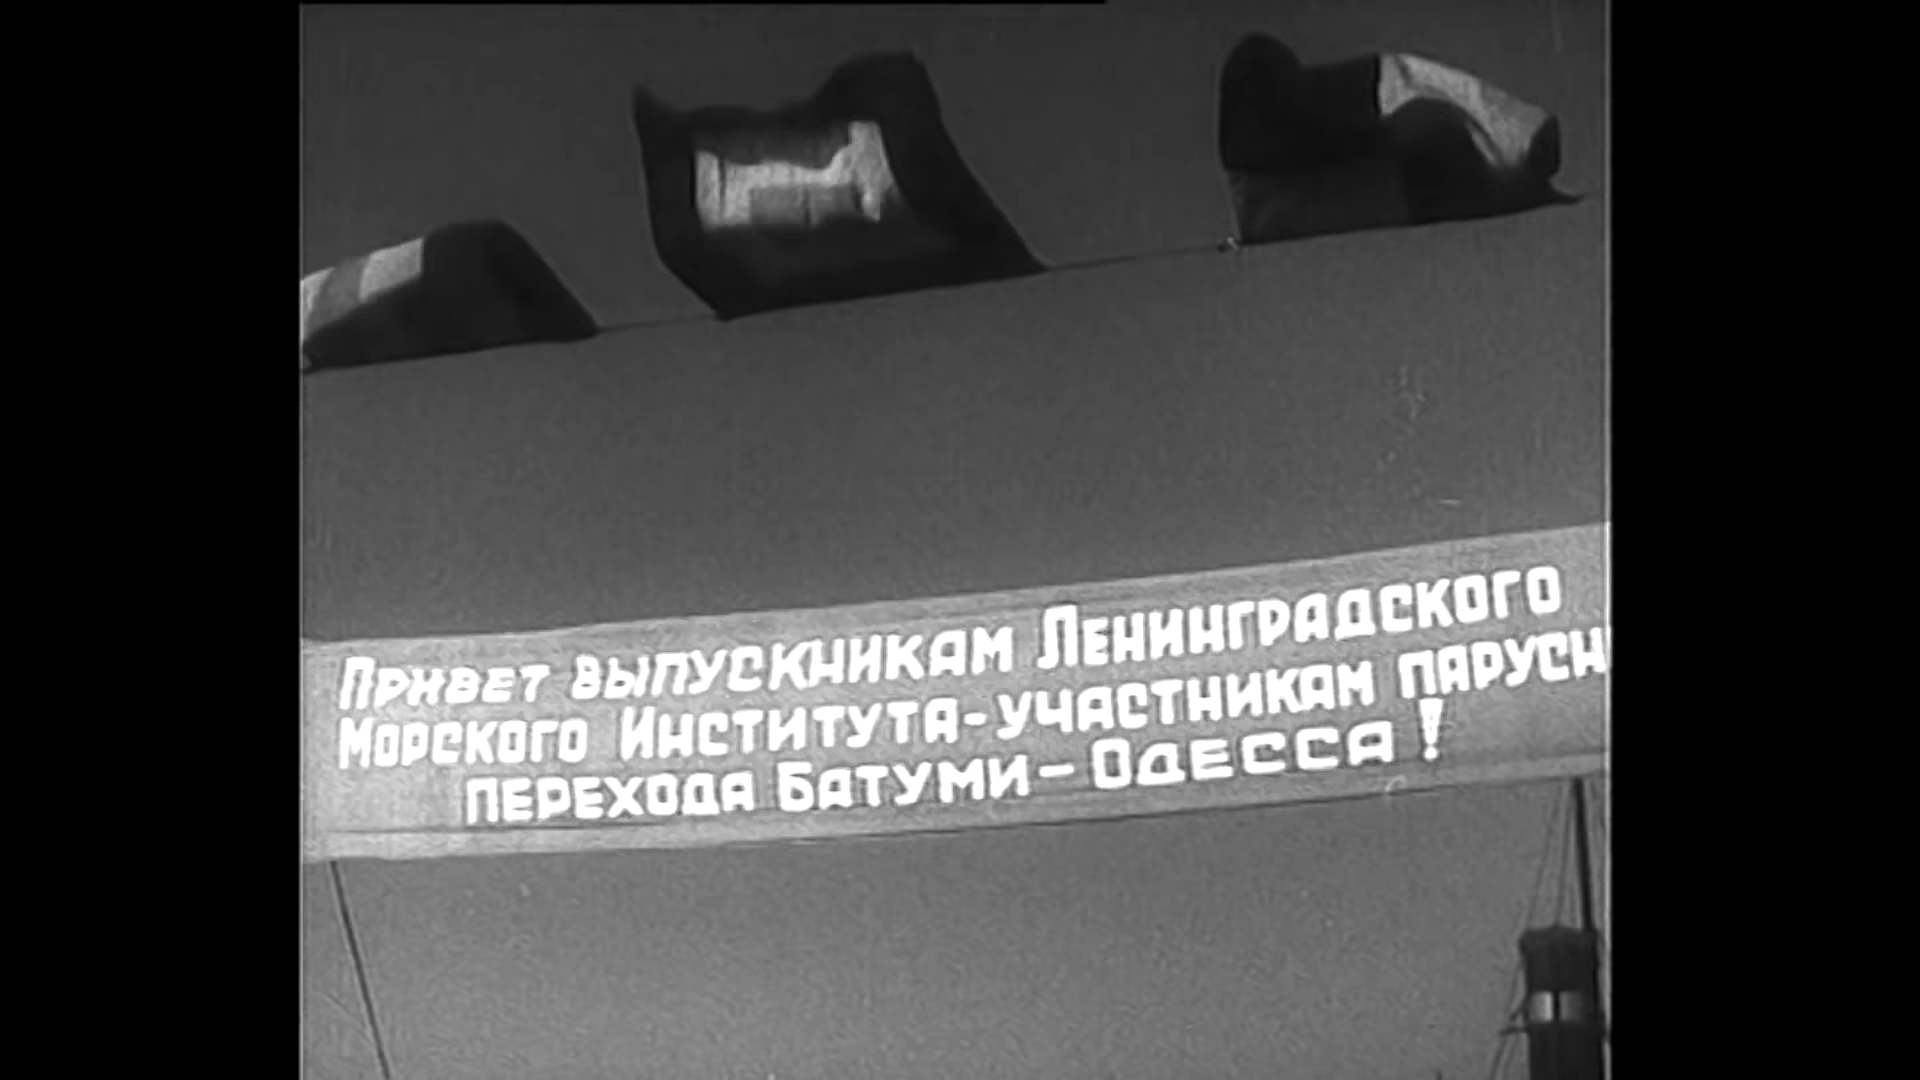 Привет выпускникам Ленинградского
Морского Института-участникам парусн
перехода Батуми-Одесса!